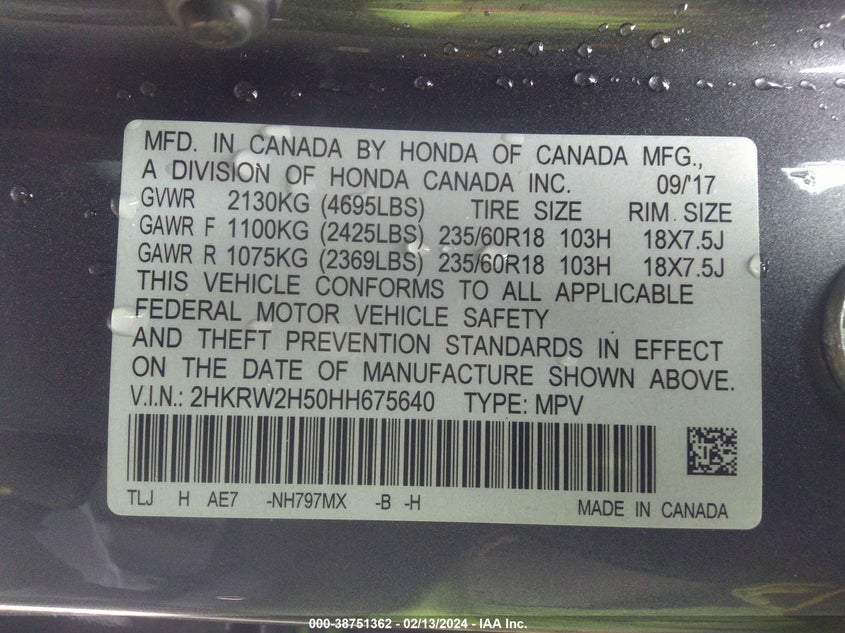 MFD. IN CANADA BY HONDA OF CANADA MFG.,
A DIVISION OF HONDA CANADA INC. 09/'17
GVWR 2130KG (4695LBS) TIRE SIZE RIM SIZE
GAWR F 1100KG (2425LBS) 235/60R18 103H 18X7.5J
GAWR R 1075KG (2369LBS) 235/60R18 103H 18X7.5J
THIS VEHICLE CONFORMS TO ALL APPLICABLE
FEDERAL MOTOR VEHICLE SAFETY
AND THEFT PREVENTION STANDARDS IN EFFECT
ON THE DATE OF MANUFACTURE SHOWN ABOVE.
V.I.N.: 2HKRW2H50HH675640 TYPE: MPV
TLJ H AE7 -NH797MX -B -H MADE IN CANADA
000-38751362 - 02/13/2024 - IAA Inc.